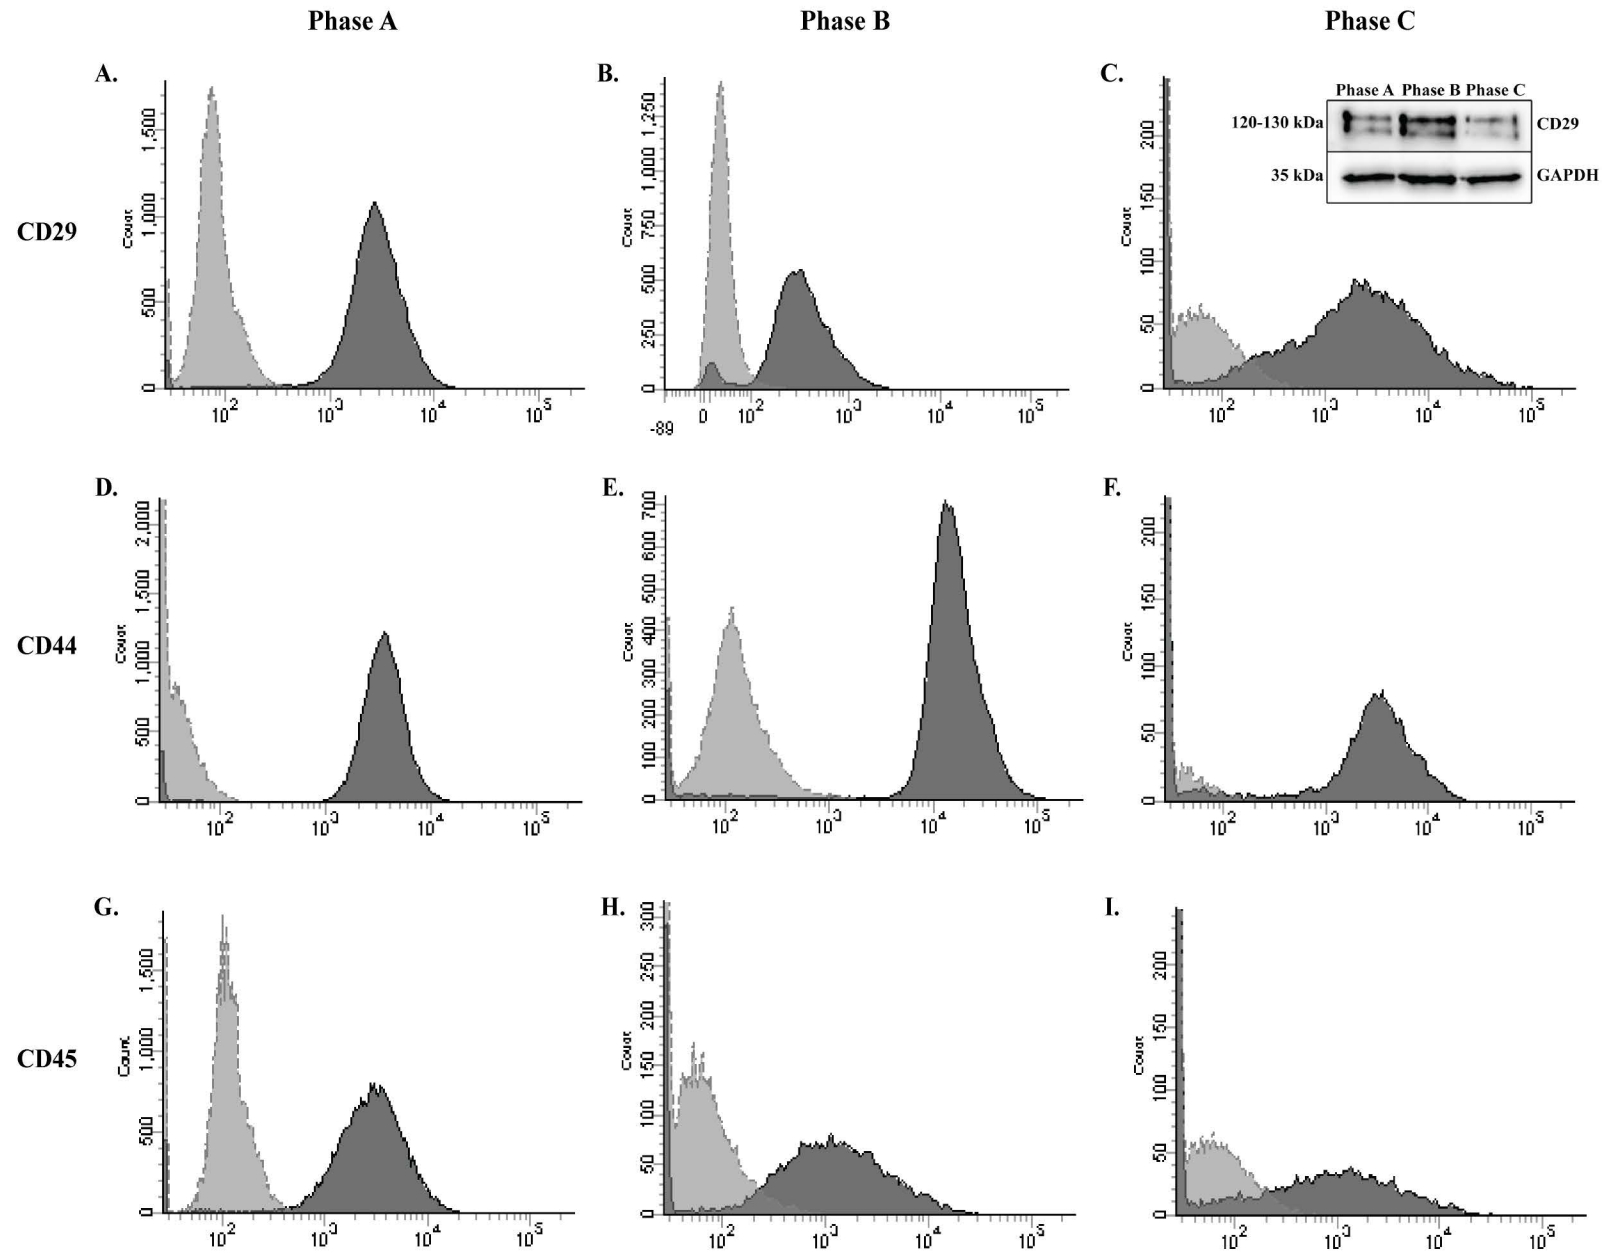 Phase A Phase B Phase C
CD29
A.
Count
0 500 1,000 1,500
10² 10³ 10⁴ 10⁵
B.
Count
0 250 500 750 1,000 1,250
-89 0 10² 10³ 10⁴ 10⁵
C.
Count
0 50 100 150 200
10² 10³ 10⁴ 10⁵
Phase A Phase B Phase C
120-130 kDa CD29
35 kDa GAPDH
CD44
D.
Count
0 500 1,000 1,500 2,000
10² 10³ 10⁴ 10⁵
E.
Count
0 100 200 300 400 500 600 700
10² 10³ 10⁴ 10⁵
F.
Count
0 50 100 150 200
10² 10³ 10⁴ 10⁵
CD45
G.
Count
0 500 1,000 1,500
10² 10³ 10⁴ 10⁵
H.
Count
0 50 100 150 200 250 300
10² 10³ 10⁴ 10⁵
I.
Count
0 50 100 150 200
10² 10³ 10⁴ 10⁵